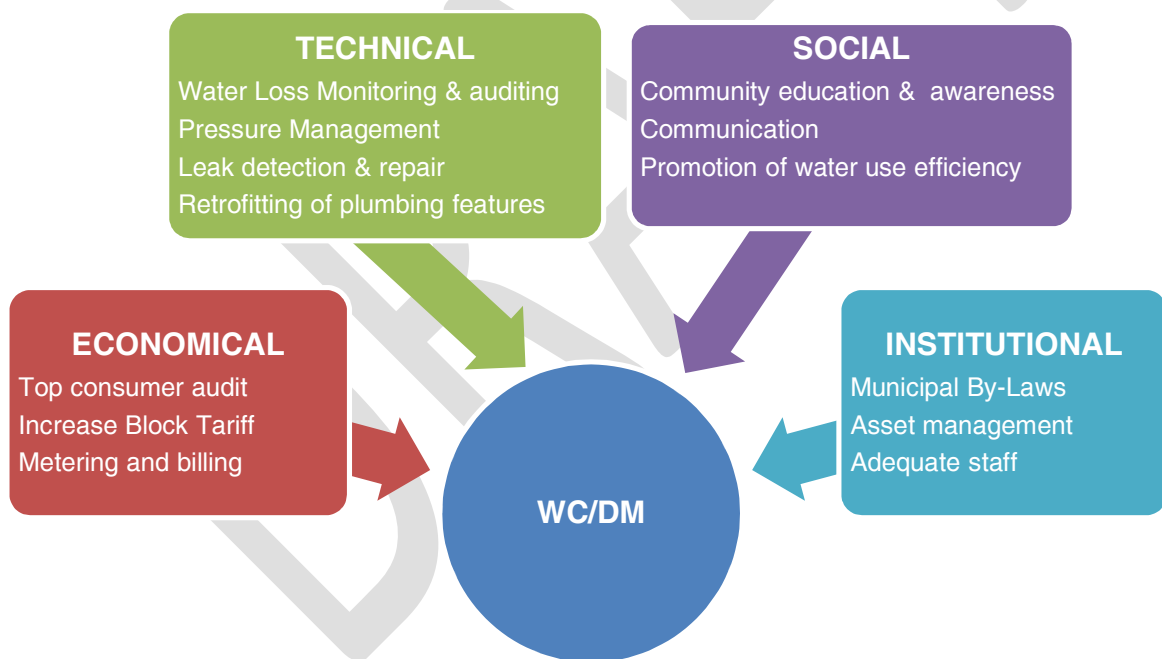 TECHNICAL
Water Loss Monitoring & auditing
Pressure Management
Leak detection & repair
Retrofitting of plumbing features
SOCIAL
Community education &  awareness
Communication
Promotion of water use efficiency
ECONOMICAL
Top consumer audit
Increase Block Tariff
Metering and billing
INSTITUTIONAL
Municipal By-Laws
Asset management
Adequate staff
WC/DM